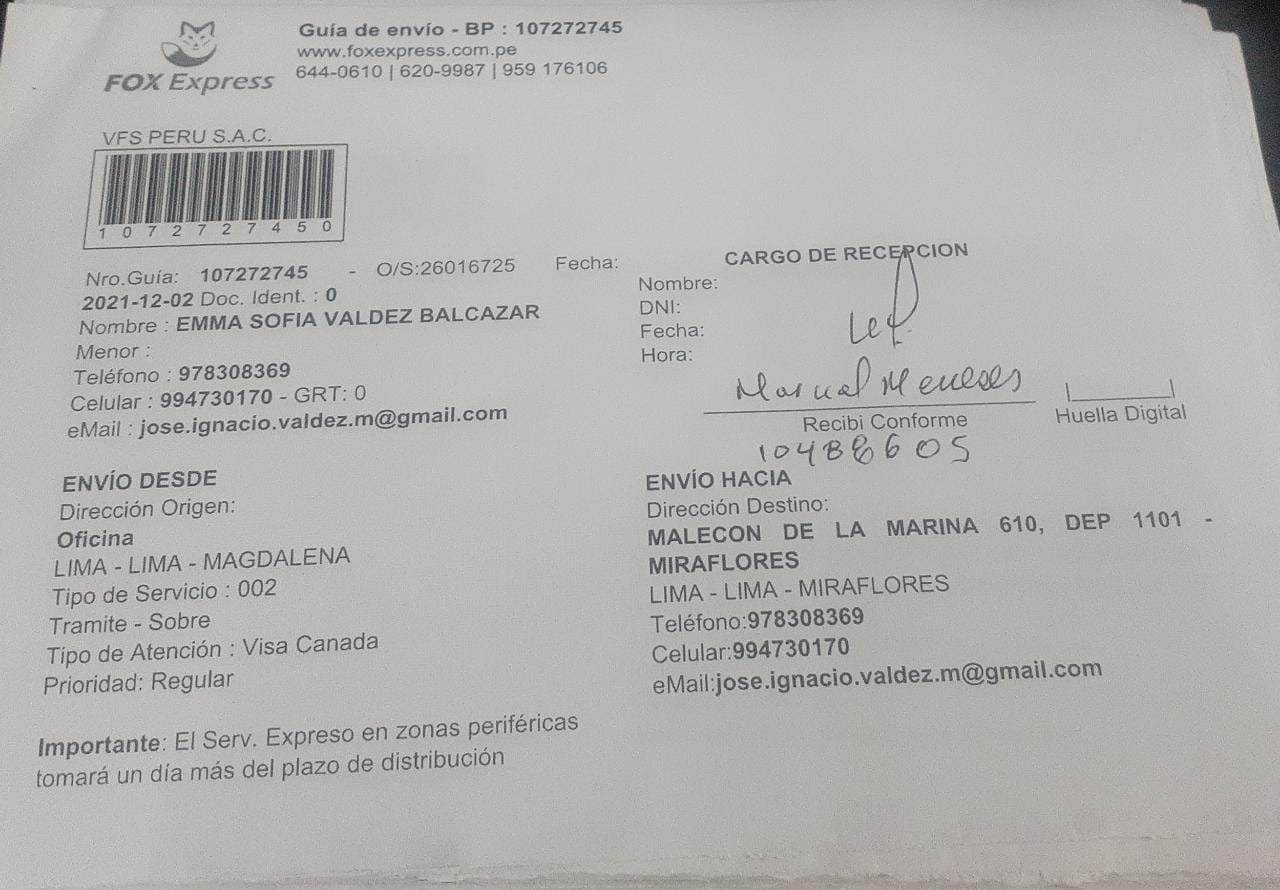 Guía de envío - BP : 107272745
www.foxexpress.com.pe
644-0610 | 620-9987 | 959 176106
FOX Express
VFS PERU S.A.C.
1 0 7 2 7 2 7 4 5 0
Nro.Guía: 107272745 - O/S:26016725 Fecha:
2021-12-02 Doc. Ident. : 0
Nombre : EMMA SOFIA VALDEZ BALCAZAR
Menor :
Teléfono : 978308369
Celular : 994730170 - GRT: 0
eMail : jose.ignacio.valdez.m@gmail.com
CARGO DE RECEPCION
Nombre:
DNI:
Fecha:
Hora:
Manual Meneses
Recibi Conforme
Huella Digital
10488605
ENVÍO DESDE
Dirección Origen:
Oficina
LIMA - LIMA - MAGDALENA
Tipo de Servicio : 002
Tramite - Sobre
Tipo de Atención : Visa Canada
Prioridad: Regular
ENVÍO HACIA
Dirección Destino:
MALECON DE LA MARINA 610, DEP 1101 -
MIRAFLORES
LIMA - LIMA - MIRAFLORES
Teléfono:978308369
Celular:994730170
eMail:jose.ignacio.valdez.m@gmail.com
Importante: El Serv. Expreso en zonas periféricas
tomará un día más del plazo de distribución